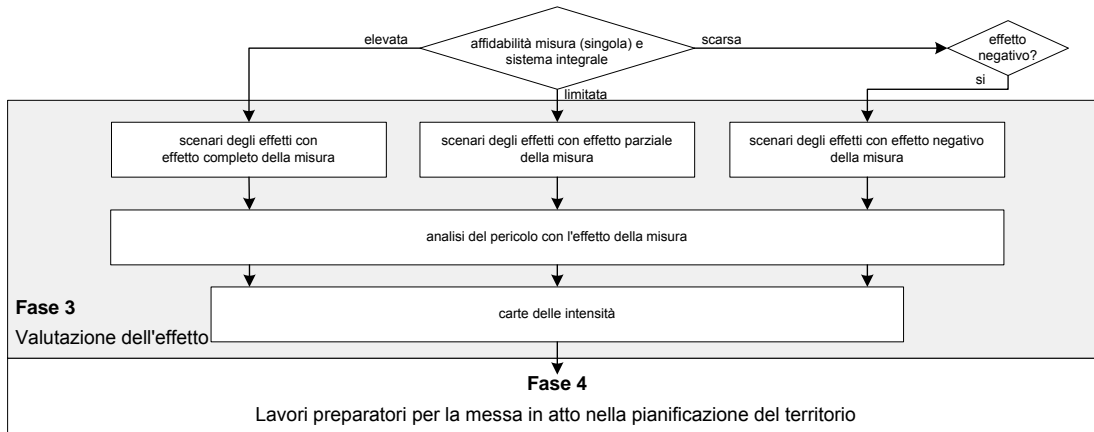 elevata
affidabilità misura (singola) e
sistema integrale
scarsa
effetto
negativo?
limitata
si
scenari degli effetti con
effetto completo della misura
scenari degli effetti con effetto parziale
della misura
scenari degli effetti con effetto negativo
della misura
analisi del pericolo con l'effetto della misura
carte delle intensità
Fase 3
Valutazione dell'effetto
Fase 4
Lavori preparatori per la messa in atto nella pianificazione del territorio